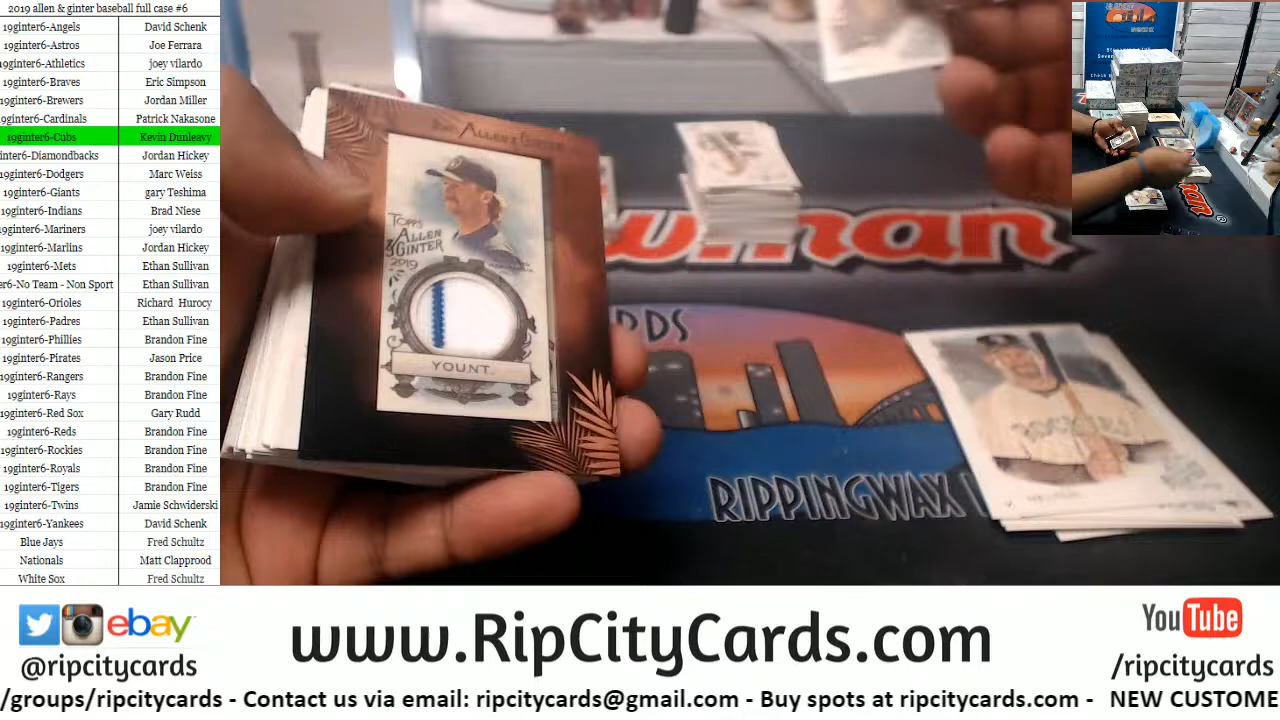 2019 allen & ginter baseball full case #6
19ginter6-Angels David Schenk
19ginter6-Astros Joe Ferrara
19ginter6-Athletics joey vilardo
19ginter6-Braves Eric Simpson
19ginter6-Brewers Jordan Miller
19ginter6-Cardinals Patrick Nakasone
19ginter6-Cubs Kevin Dunleavy
inter6-Diamondbacks Jordan Hickey
19ginter6-Dodgers Marc Weiss
19ginter6-Giants gary Teshima
19ginter6-Indians Brad Niese
19ginter6-Mariners joey vilardo
19ginter6-Marlins Jordan Hickey
19ginter6-Mets Ethan Sullivan
er6-No Team - Non Sport Ethan Sullivan
19ginter6-Orioles Richard Hurocy
19ginter6-Padres Ethan Sullivan
19ginter6-Phillies Brandon Fine
19ginter6-Pirates Jason Price
19ginter6-Rangers Brandon Fine
19ginter6-Rays Brandon Fine
19ginter6-Red Sox Gary Rudd
19ginter6-Reds Brandon Fine
19ginter6-Rockies Brandon Fine
19ginter6-Royals Brandon Fine
19ginter6-Tigers Brandon Fine
19ginter6-Twins Jamie Schwiderski
19ginter6-Yankees David Schenk
Blue Jays Fred Schultz
Nationals Matt Clapprood
White Sox Fred Schultz
ALLEN & GINTER
TOPPS
ALLEN
& GINTER
2019
YOUNT
wman
RDS
RIPPINGWAX
ebay
@ripcitycards
www.RipCityCards.com
YouTube
/ripcitycards
/groups/ripcitycards - Contact us via email: ripcitycards@gmail.com - Buy spots at ripcitycards.com - NEW CUSTOME